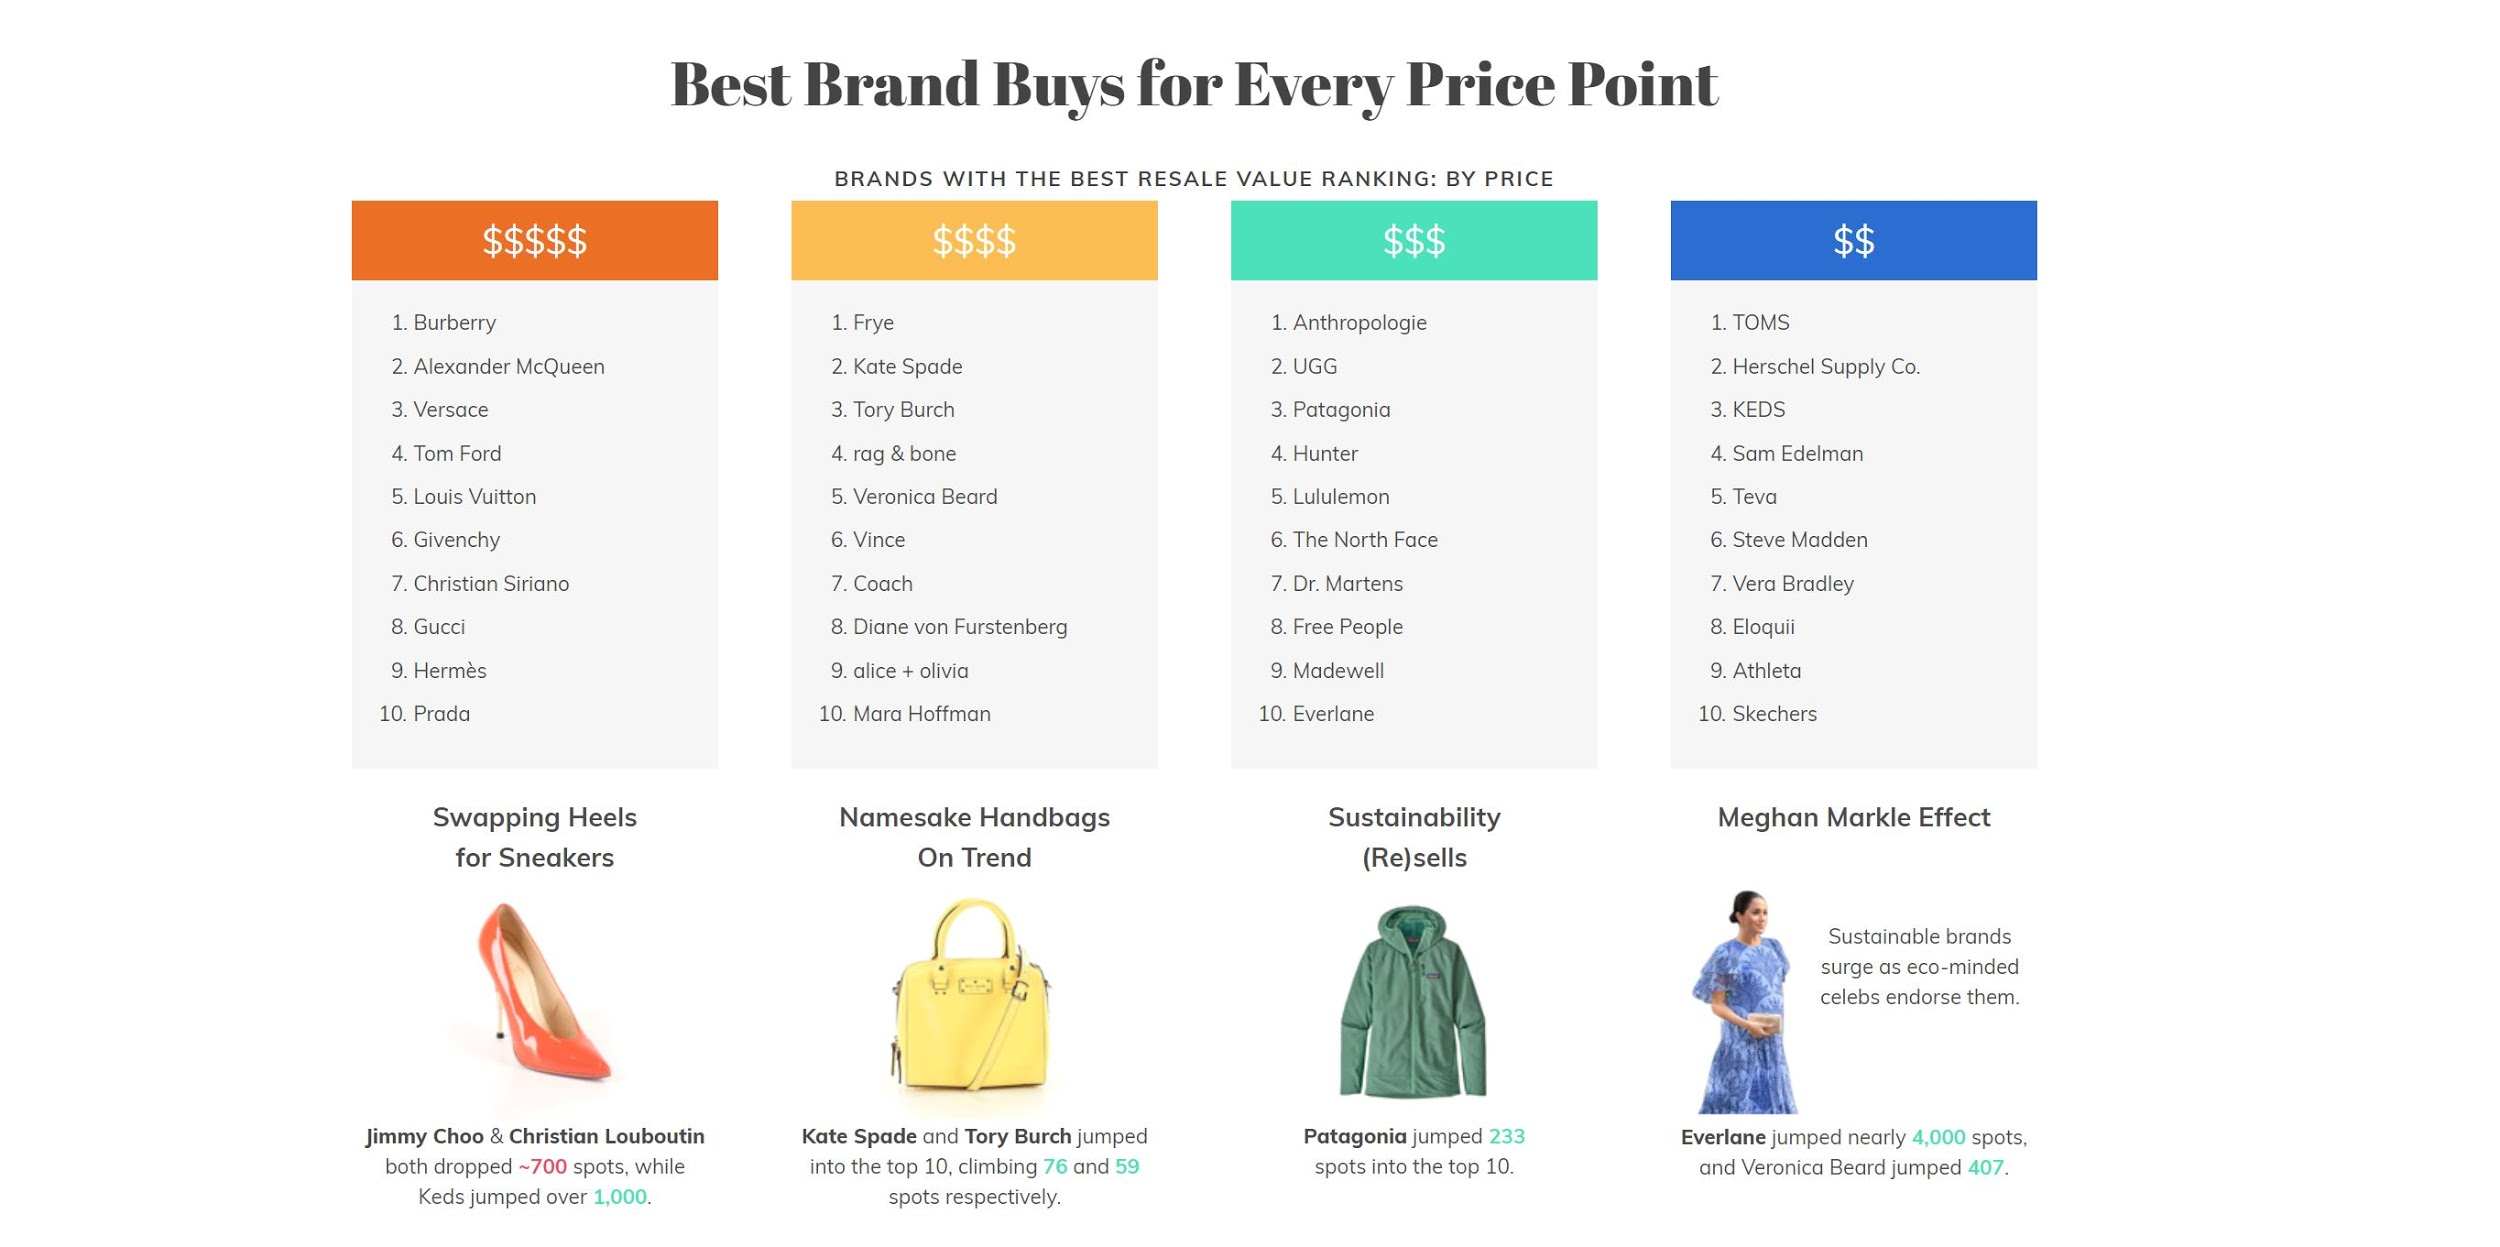 Best Brand Buys for Every Price Point
BRANDS WITH THE BEST RESALE VALUE RANKING: BY PRICE
$$$$$
1. Burberry
2. Alexander McQueen
3. Versace
4. Tom Ford
5. Louis Vuitton
6. Givenchy
7. Christian Siriano
8. Gucci
9. Hermès
10. Prada
$$$$
1. Frye
2. Kate Spade
3. Tory Burch
4. rag & bone
5. Veronica Beard
6. Vince
7. Coach
8. Diane von Furstenberg
9. alice + olivia
10. Mara Hoffman
$$$
1. Anthropologie
2. UGG
3. Patagonia
4. Hunter
5. Lululemon
6. The North Face
7. Dr. Martens
8. Free People
9. Madewell
10. Everlane
$$
1. TOMS
2. Herschel Supply Co.
3. KEDS
4. Sam Edelman
5. Teva
6. Steve Madden
7. Vera Bradley
8. Eloquii
9. Athleta
10. Skechers
Swapping Heels
for Sneakers
Jimmy Choo & Christian Louboutin
both dropped ~700 spots, while
Keds jumped over 1,000.
Namesake Handbags
On Trend
Kate Spade and Tory Burch jumped
into the top 10, climbing 76 and 59
spots respectively.
Sustainability
(Re)sells
Patagonia jumped 233
spots into the top 10.
Meghan Markle Effect
Sustainable brands
surge as eco-minded
celebs endorse them.
Everlane jumped nearly 4,000 spots,
and Veronica Beard jumped 407.